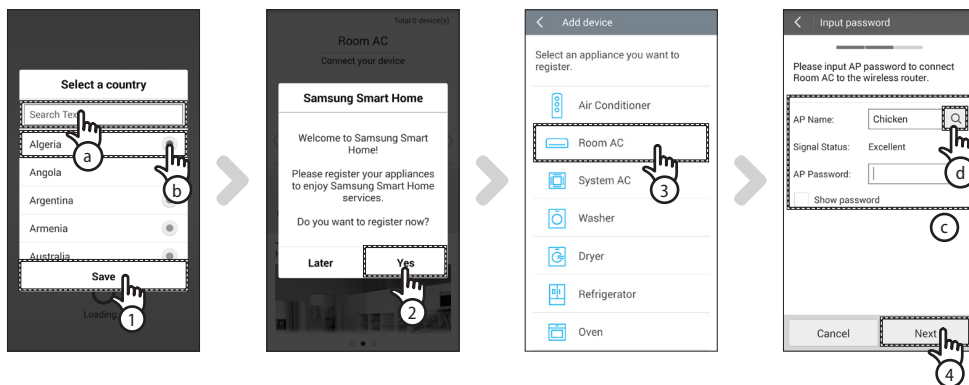 Select a country
Search Text
Algeria
Angola
Argentina
Armenia
Australia
Save
Loading
a
b
1
Total 0 device(s)
Room AC
Connect your device
Samsung Smart Home
Welcome to Samsung Smart
Home!
Please register your appliances
to enjoy Samsung Smart Home
services.
Do you want to register now?
Later
Yes
2
Add device
Select an appliance you want to
register.
Air Conditioner
Room AC
System AC
Washer
Dryer
Refrigerator
Oven
3
Input password
Please input AP password to connect
Room AC to the wireless router.
AP Name: Chicken
Signal Status: Excellent
AP Password:
Show password
d
c
Cancel
Next
4